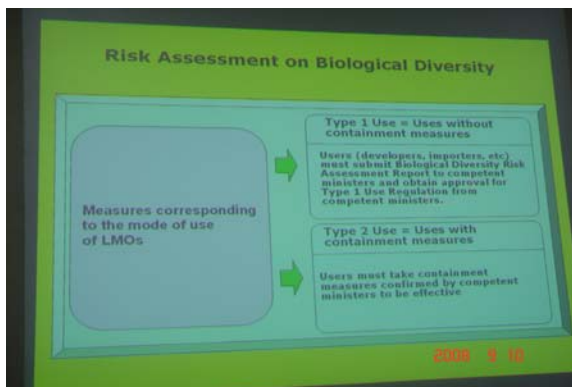 Risk Assessment on Biological Diversity
Measures corresponding
to the mode of use
of LMOs
Type 1 Use = Uses without
containment measures
Users (developers, importers, etc)
must submit Biological Diversity Risk
Assessment Report to competent
ministers and obtain approval for
Type 1 Use Regulation from
competent ministers.
Type 2 Use = Uses with
containment measures
Users must take containment
measures confirmed by competent
ministers to be effective
2008 9 10